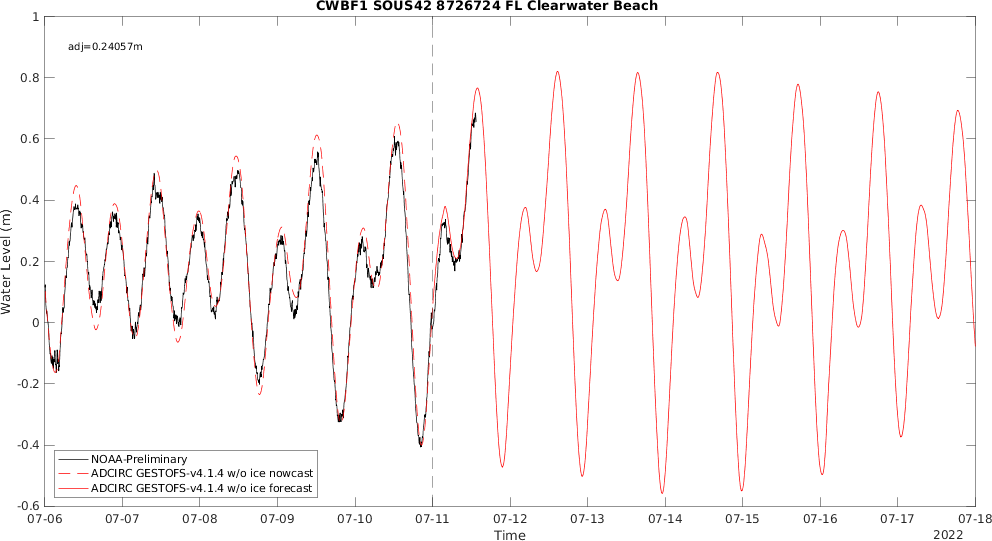 CWBF1 SOUS42 8726724 FL Clearwater Beach
adj=0.24057m
1
0.8
0.6
0.4
0.2
0
-0.2
-0.4
-0.6
Water Level (m)
NOAA-Preliminary
ADCIRC GESTOFS-v4.1.4 w/o ice nowcast
ADCIRC GESTOFS-v4.1.4 w/o ice forecast
07-06 07-07 07-08 07-09 07-10 07-11 07-12 07-13 07-14 07-15 07-16 07-17 07-18
Time
2022